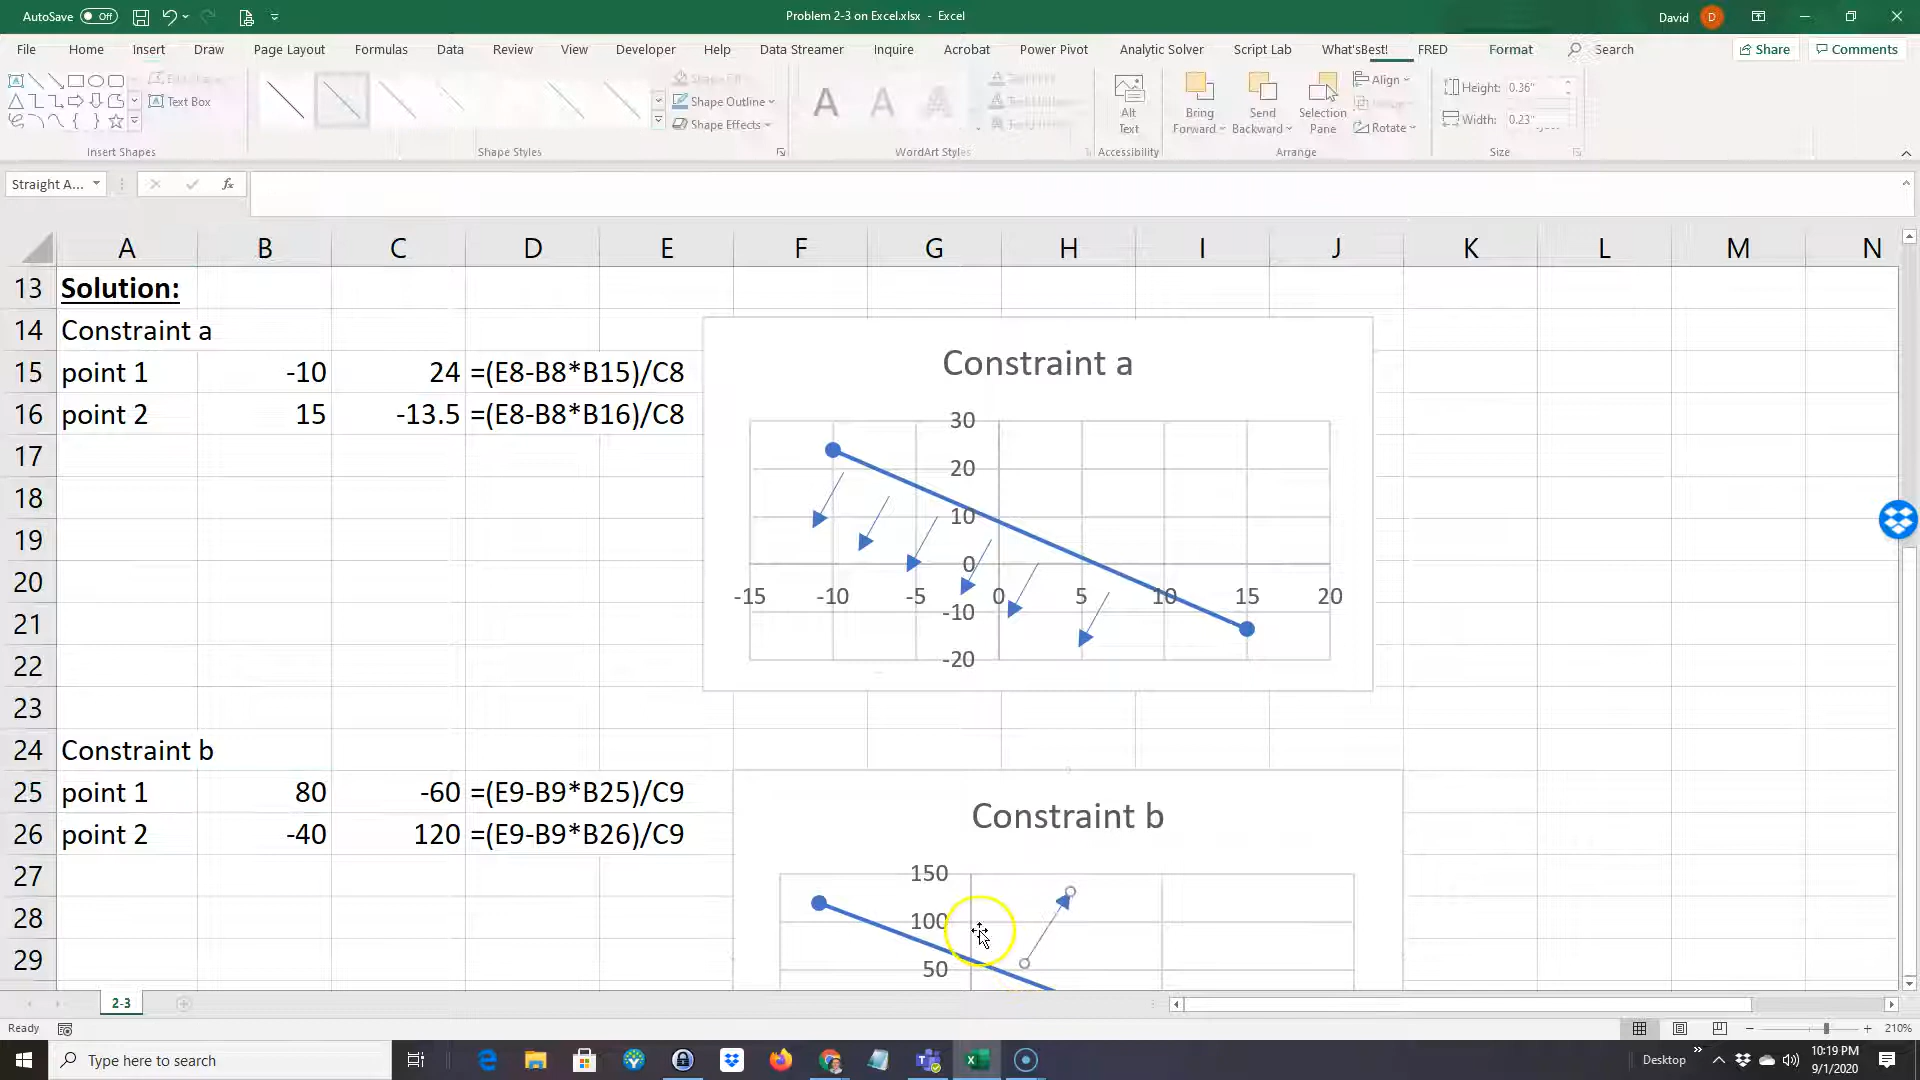 AutoSave Off
Problem 2-3 on Excel.xlsx - Excel
David D
File Home Insert Draw Page Layout Formulas Data Review View Developer Help Data Streamer Inquire Acrobat Power Pivot Analytic Solver Script Lab What'sBest! FRED Format Search Share Comments
Text Box
Insert Shapes
Shape Fill
Shape Outline
Shape Effects
Shape Styles
A A A
WordArt Styles
Alt Text
Accessibility
Bring Forward
Send Backward
Selection Pane
Align
Rotate
Arrange
Height: 0.36"
Width: 0.23"
Size
Straight A...
fx
A B C D E F G H I J K L M N
13 Solution:
14 Constraint a
15 point 1 -10 24 =(E8-B8*B15)/C8
16 point 2 15 -13.5 =(E8-B8*B16)/C8
17
18
19
20
21
22
23
24 Constraint b
25 point 1 80 -60 =(E9-B9*B25)/C9
26 point 2 -40 120 =(E9-B9*B26)/C9
27
28
29
Constraint a
30
20
10
0
-15 -10 -5 0 5 10 15 20
-10
-20
Constraint b
150
100
50
2-3
Ready
210%
Type here to search
Desktop
10:19 PM
9/1/2020